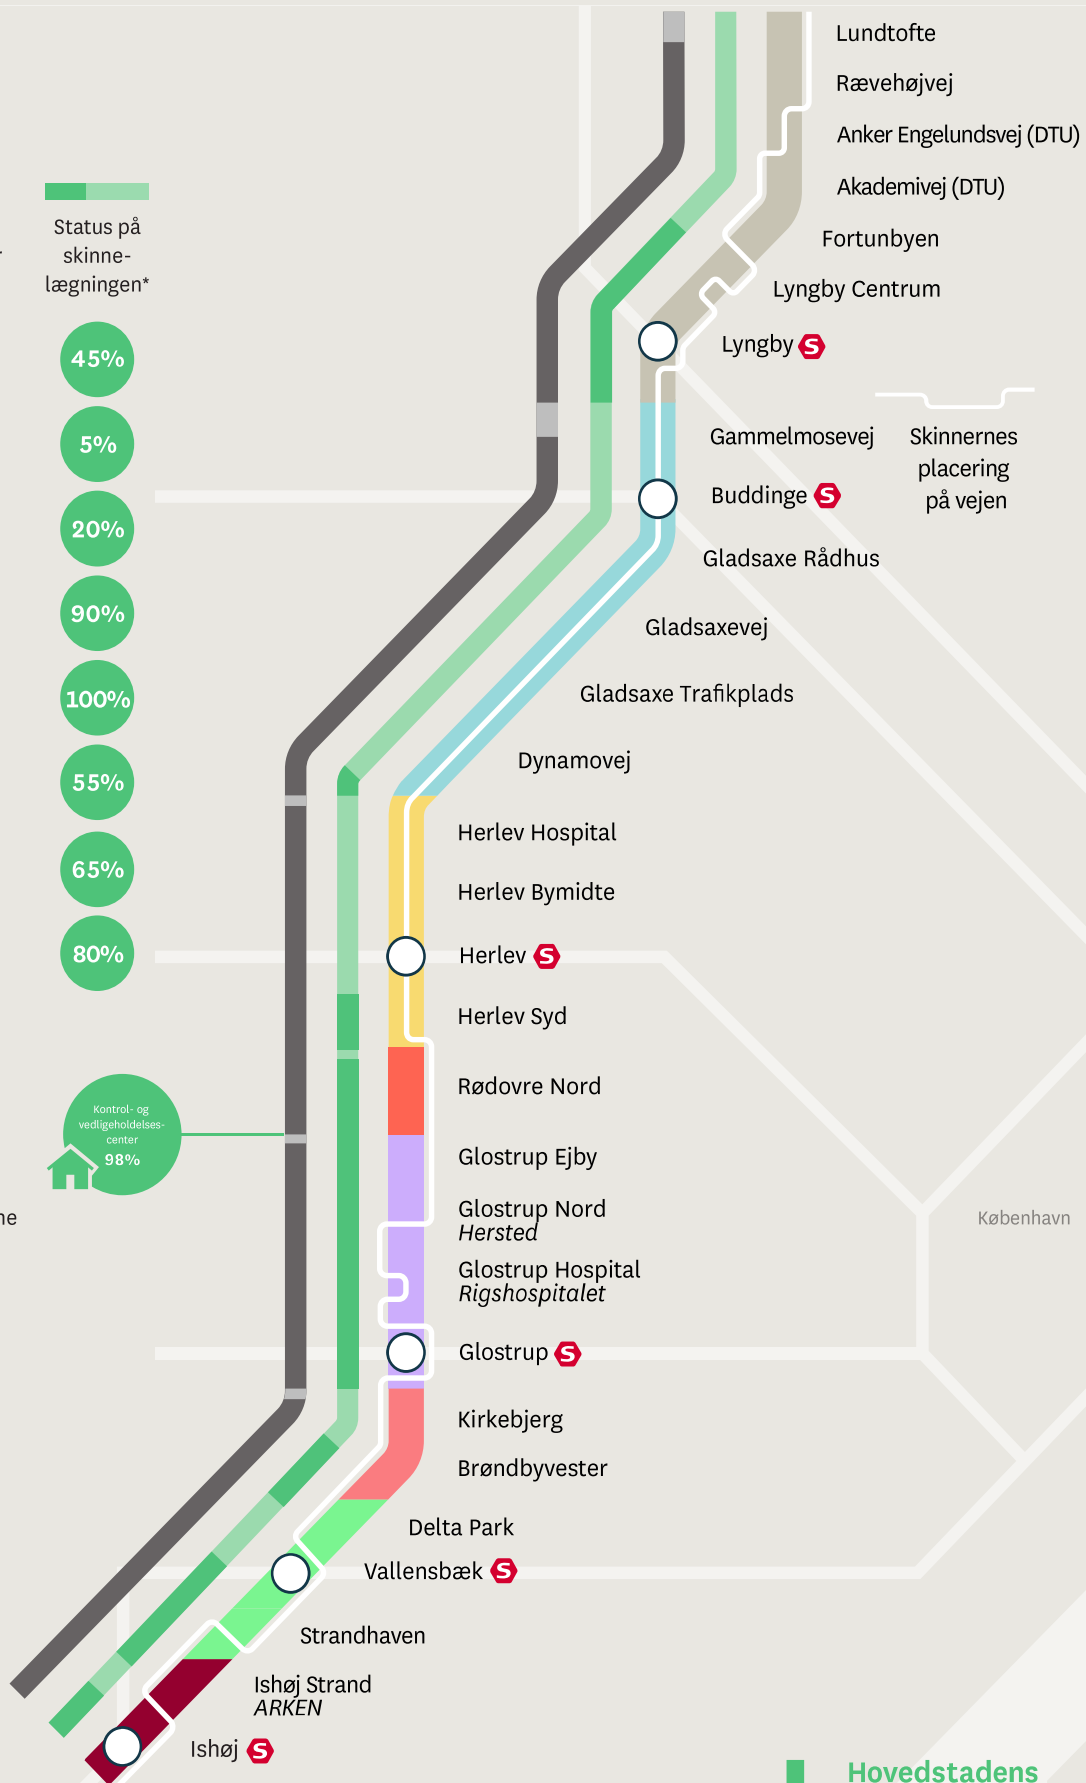 Lundtofte
Rævehøjvej
Anker Engelundsvej (DTU)
Akademivej (DTU)
Fortunbyen
Lyngby Centrum
Lyngby S
Gammelmosevej
Buddinge S
Gladsaxe Rådhus
Gladsaxevej
Gladsaxe Trafikplads
Dynamovej
Herlev Hospital
Herlev Bymidte
Herlev S
Herlev Syd
Rødovre Nord
Glostrup Ejby
Glostrup Nord
Hersted
Glostrup Hospital
Rigshospitalet
Glostrup S
Kirkebjerg
Brøndbyvester
Delta Park
Vallensbæk S
Strandhaven
Ishøj Strand
ARKEN
Ishøj S
Status på
skinne-
lægningen*
45%
5%
20%
90%
100%
55%
65%
80%
Kontrol- og
vedligeholdelses-
center
98%
Skinnernes
placering
på vejen
København
Hovedstadens